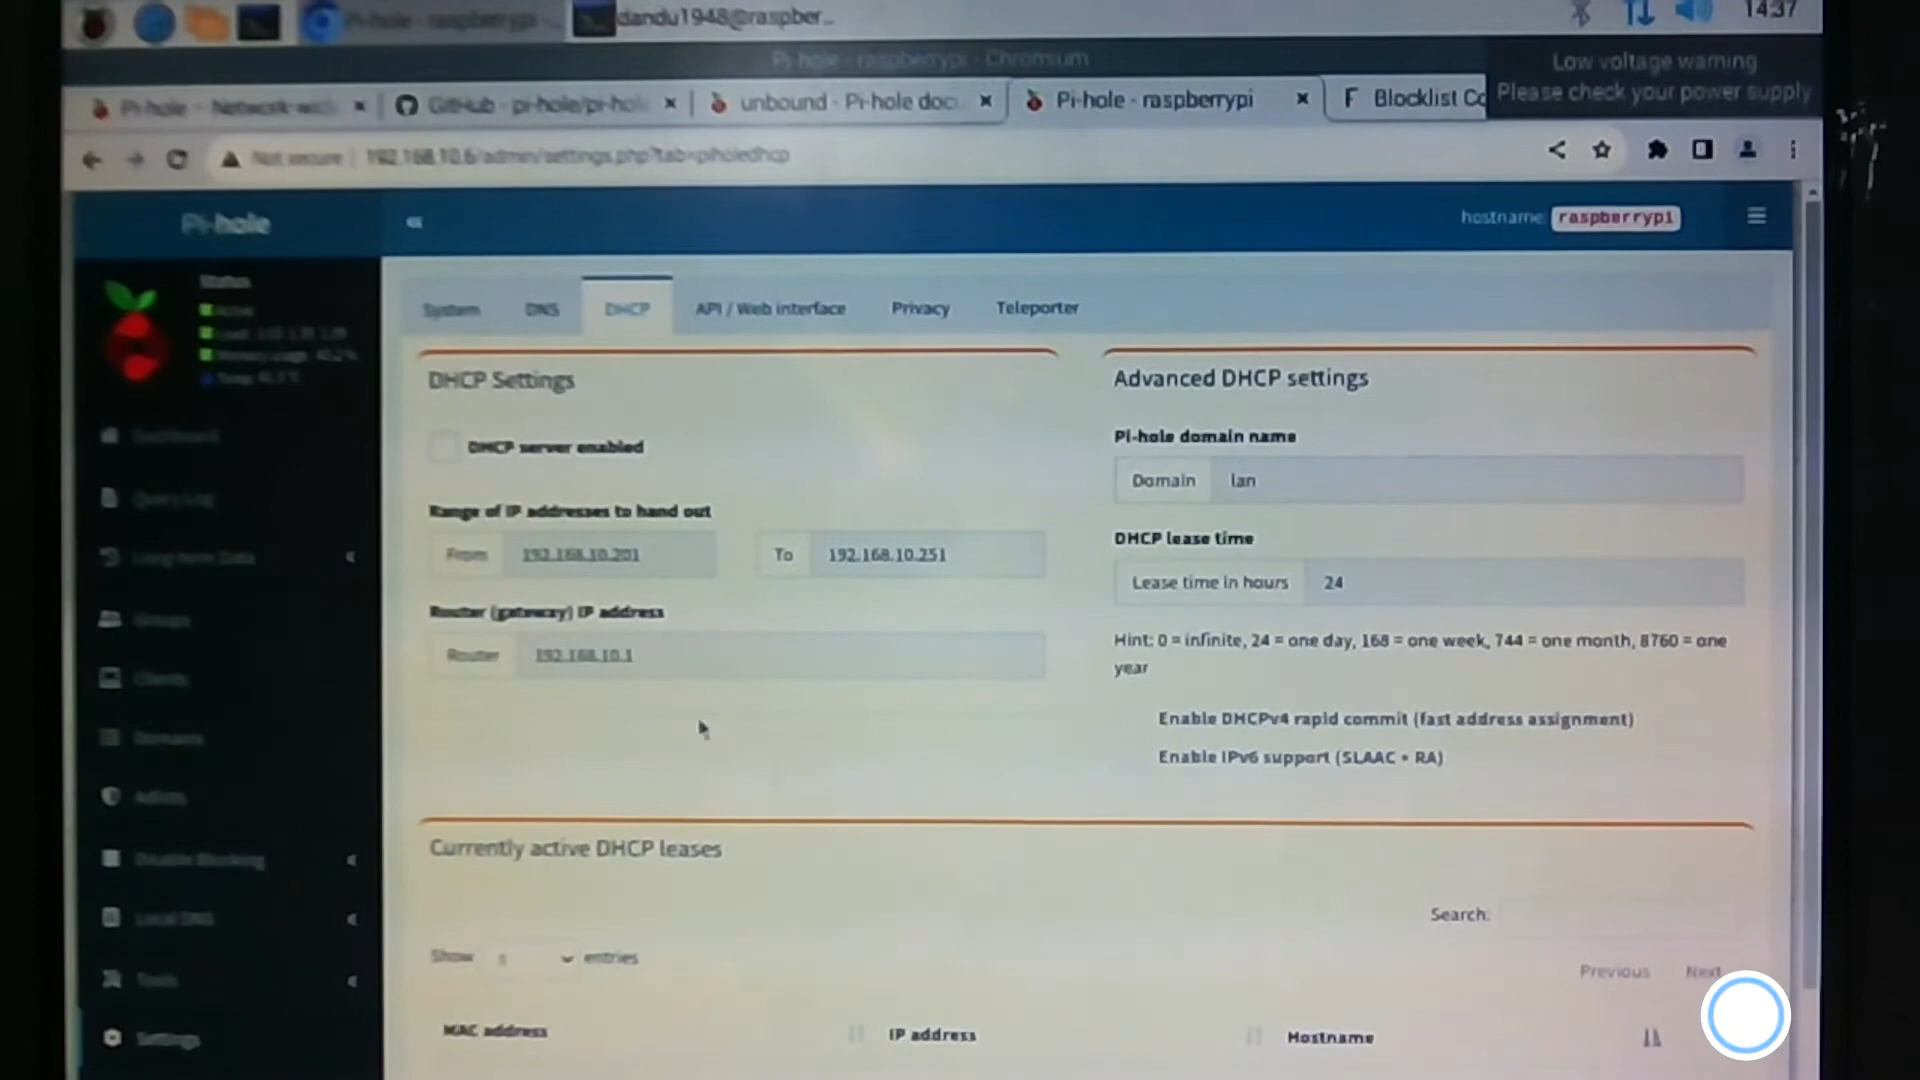 Pi-hole - raspberrypi - dandu1948@raspber... 14:37
Pi-hole - raspberrypi - Chromium
Low voltage warning
Please check your power supply
Pi-hole - Network-wid GitHub - pi-hole/pi-hol unbound - Pi-hole doc Pi-hole - raspberrypi Blocklist Co
Not secure 192.168.10.6/admin/settings.php?tab=piholedhcp
Pi-hole
hostname: raspberrypi
Status
Active
System DNS DHCP API / Web interface Privacy Teleporter
DHCP Settings
DHCP server enabled
Range of IP addresses to hand out
From 192.168.10.201 To 192.168.10.251
Router (gateway) IP address
Router 192.168.10.1
Advanced DHCP settings
Pi-hole domain name
Domain lan
DHCP lease time
Lease time in hours 24
Hint: 0 = infinite, 24 = one day, 168 = one week, 744 = one month, 8760 = one
year
Enable DHCPv4 rapid commit (fast address assignment)
Enable IPv6 support (SLAAC + RA)
Currently active DHCP leases
Search:
Show entries
Previous Next
MAC address IP address Hostname
Dashboard
Query Log
Long-term Data
Groups
Clients
Domains
Adlists
Disable Blocking
Local DNS
Tools
Settings